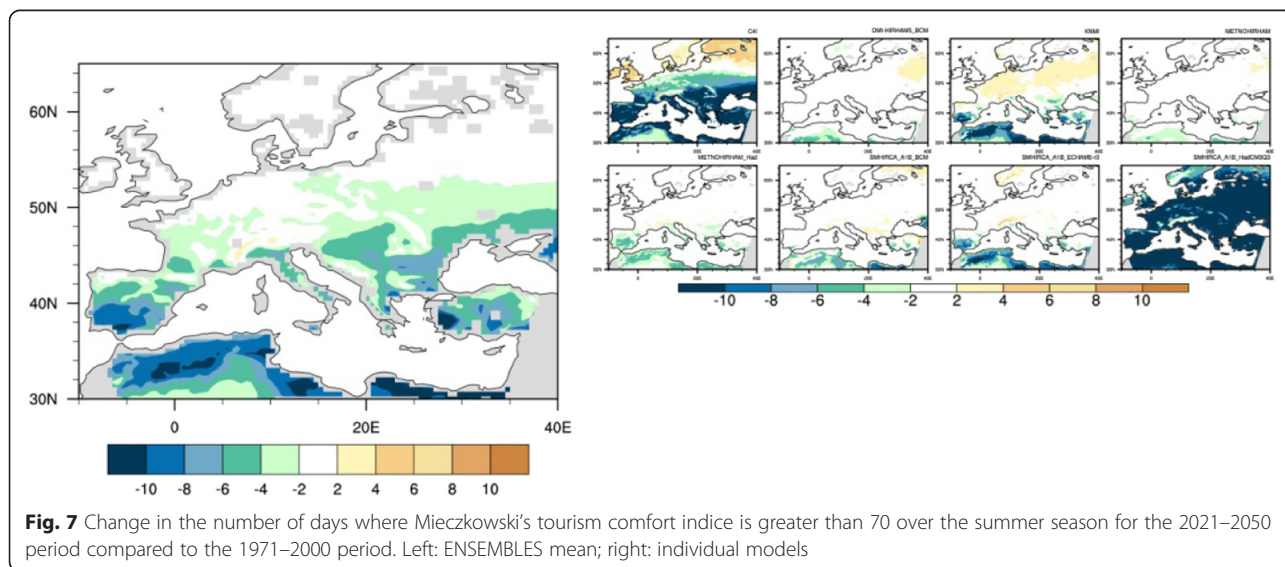 C4I DMI-HIRHAM5_BCM KNMI METNOHIRHAM
60N
50N
40N
30N
0 20E 40E
METNOHIRHAM_Had SMHIRCA_A1B_BCM SMHIRCA_A1B_ECHAM5-r3 SMHIRCA_A1B_HadCM3Q3
-10 -8 -6 -4 -2 2 4 6 8 10
-10 -8 -6 -4 -2 2 4 6 8 10
Fig. 7 Change in the number of days where Mieczkowski's tourism comfort indice is greater than 70 over the summer season for the 2021–2050
period compared to the 1971–2000 period. Left: ENSEMBLES mean; right: individual models